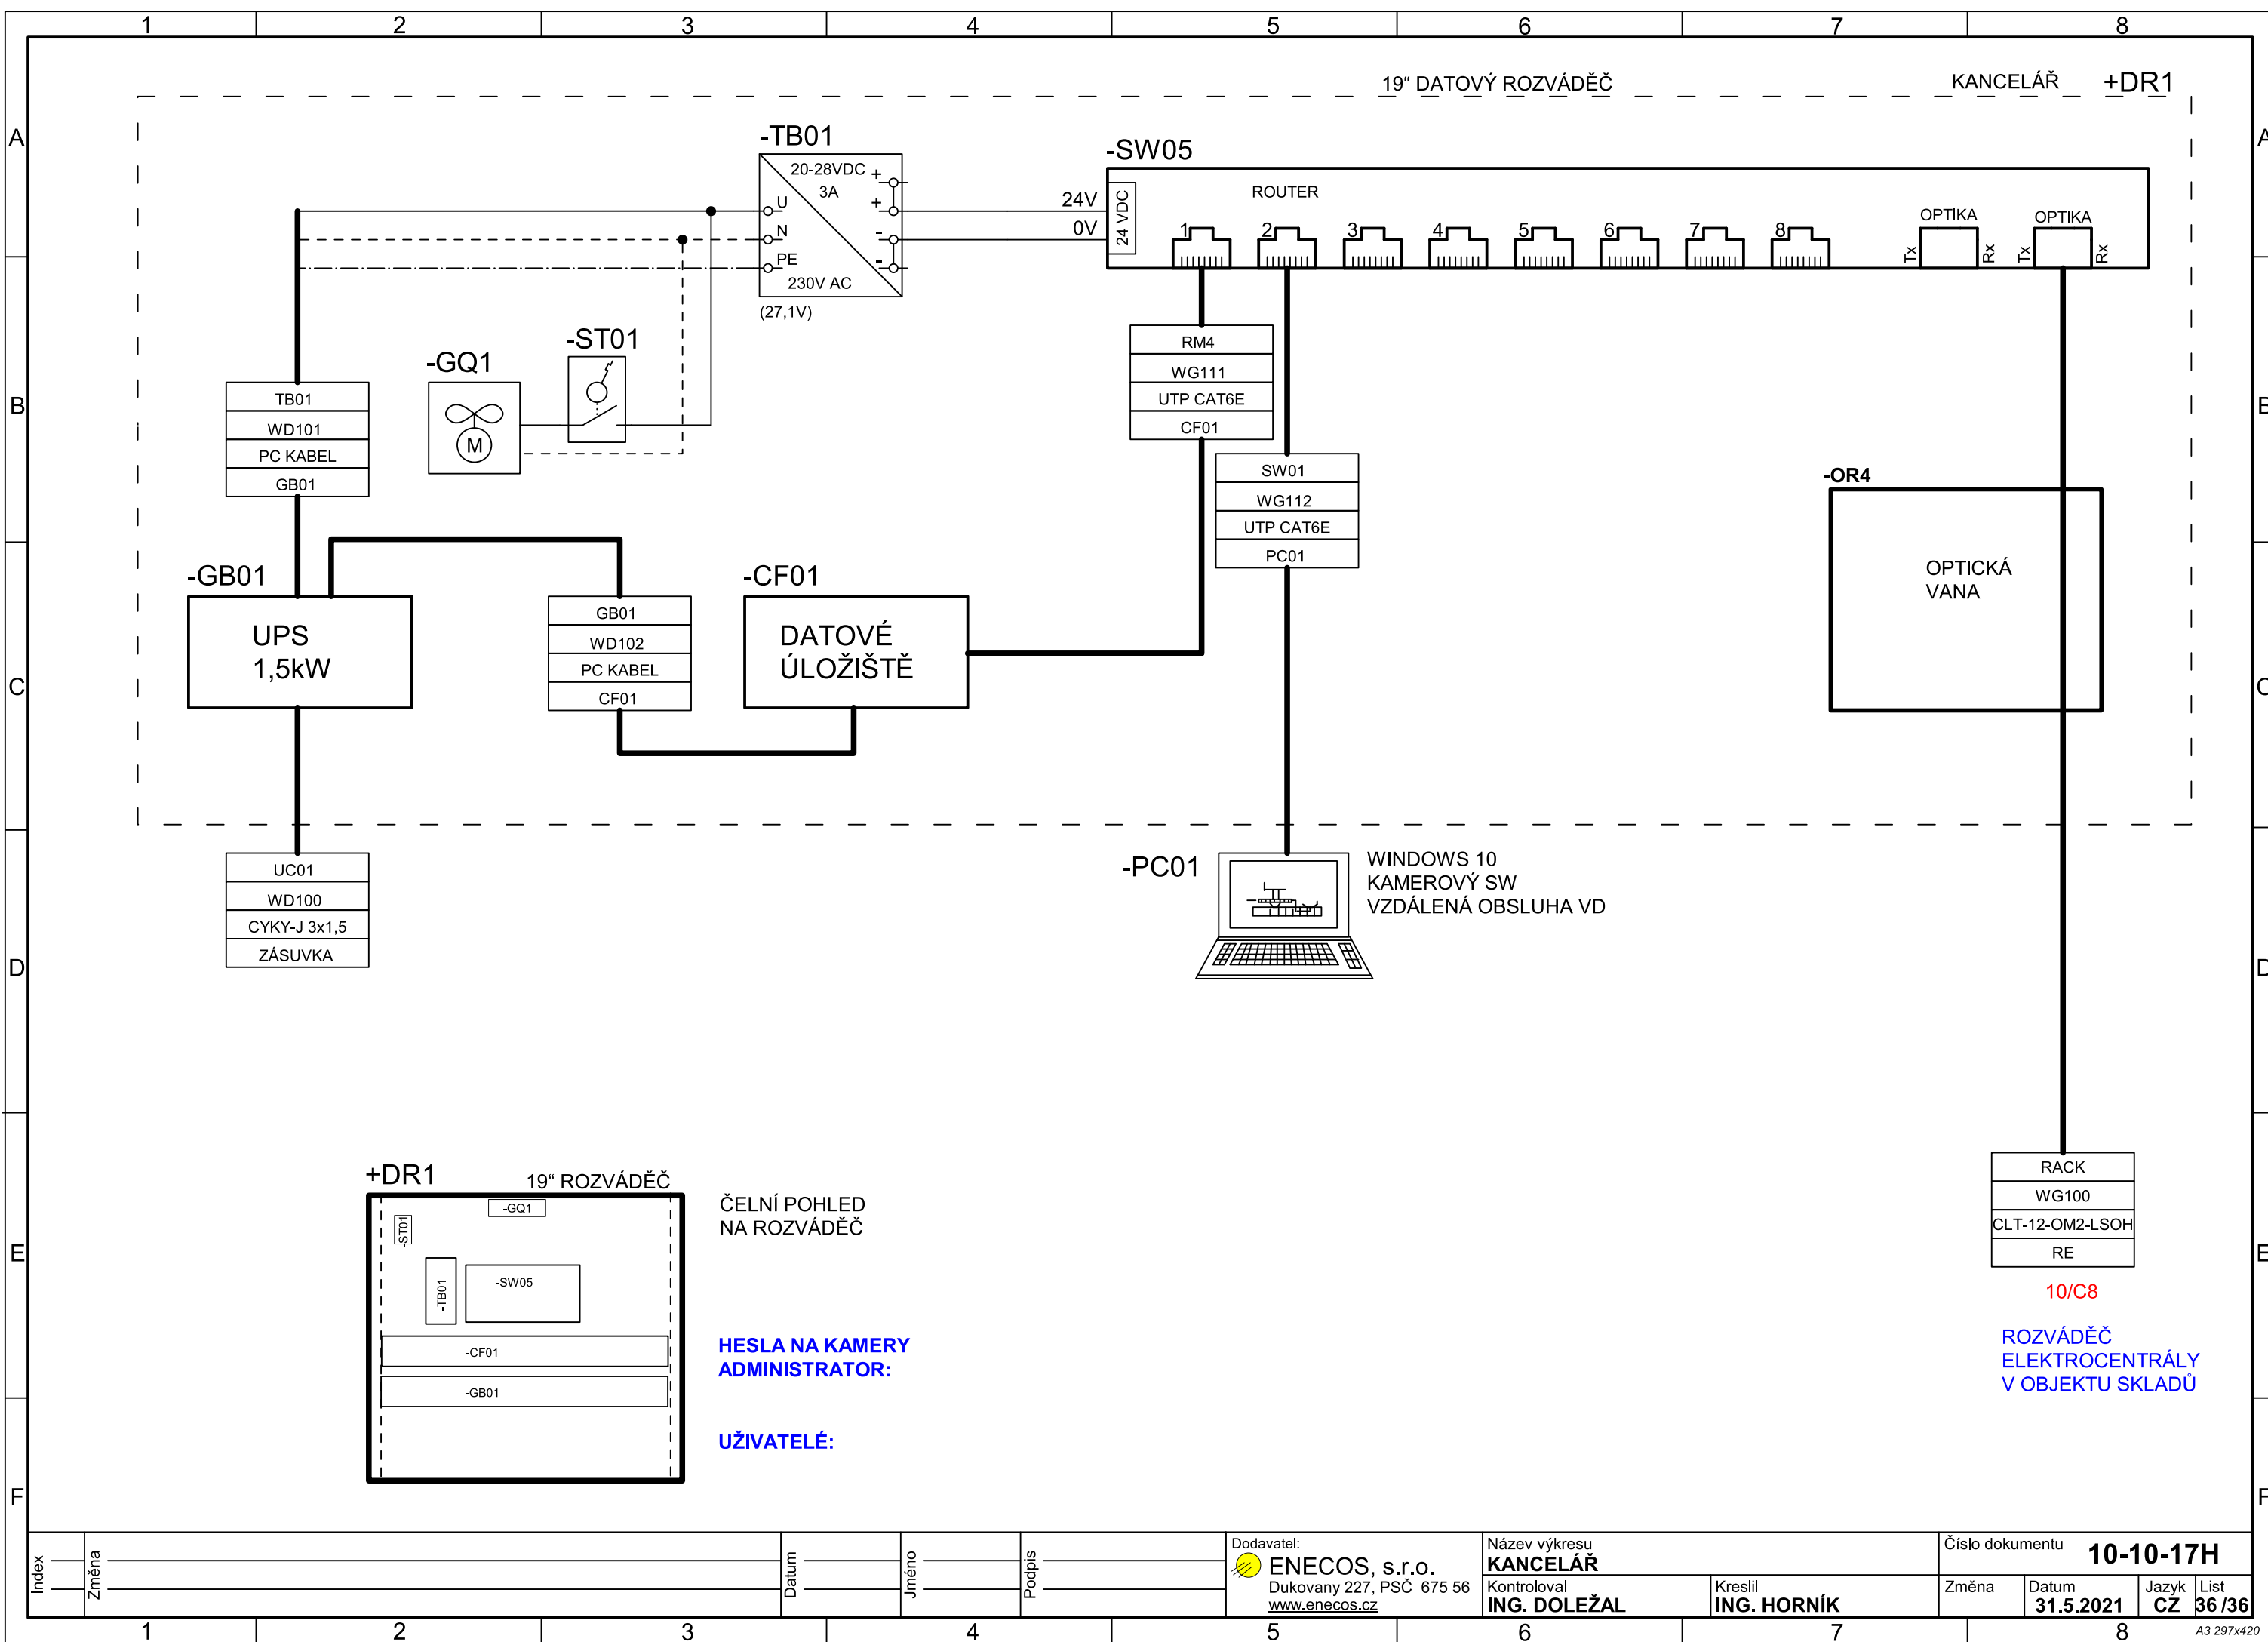 1 2 3 4 5 6 7 8
19“ DATOVÝ ROZVÁDĚČ
KANCELÁŘ
+DR1
A
A
-TB01
20-28VDC
3A
+
+
-
-
U
N
PE
230V AC
(27,1V)
24V
0V
-SW05
24 VDC
ROUTER
1 2 3 4 5 6 7 8
OPTIKA
Tx
Rx
OPTIKA
Tx
Rx
-ST01
-GQ1
M
B
B
TB01
WD101
PC KABEL
GB01
RM4
WG111
UTP CAT6E
CF01
SW01
WG112
UTP CAT6E
PC01
-OR4
OPTICKÁ
VANA
-GB01
UPS
1,5kW
GB01
WD102
PC KABEL
CF01
-CF01
DATOVÉ
ÚLOŽIŠTĚ
C
C
UC01
WD100
CYKY-J 3x1,5
ZÁSUVKA
-PC01
WINDOWS 10
KAMEROVÝ SW
VZDÁLENÁ OBSLUHA VD
D
D
+DR1
19“ ROZVÁDĚČ
-GQ1
-ST01
-TB01
-SW05
-CF01
-GB01
ČELNÍ POHLED
NA ROZVÁDĚČ
HESLA NA KAMERY
ADMINISTRATOR:
UŽIVATELÉ:
RACK
WG100
CLT-12-OM2-LSOH
RE
10/C8
ROZVÁDĚČ
ELEKTROCENTRÁLY
V OBJEKTU SKLADŮ
E
E
F
F
Index
Změna
Datum
Jméno
Podpis
Dodavatel:
ENECOS, s.r.o.
Dukovany 227, PSČ 675 56
www.enecos.cz
Název výkresu
KANCELÁŘ
Kontroloval
ING. DOLEŽAL
Kreslil
ING. HORNÍK
Číslo dokumentu
10-10-17H
Změna
Datum
31.5.2021
Jazyk
CZ
List
36 /36
1 2 3 4 5 6 7 8
A3 297x420